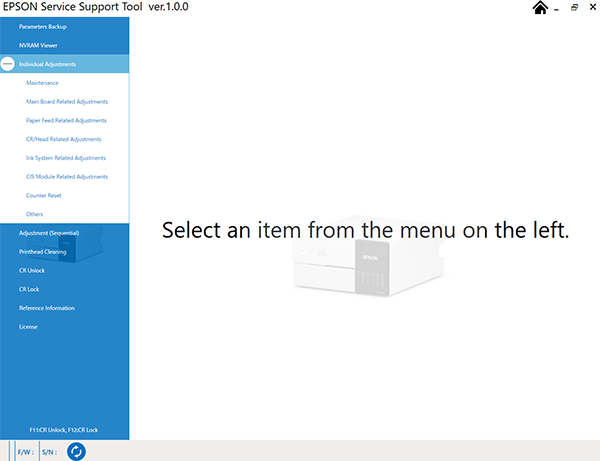 EPSON Service Support Tool ver.1.0.0
Parameters Backup
NVRAM Viewer
Individual Adjustments
Maintenance
Main Board Related Adjustments
Paper Feed Related Adjustments
CR/Head Related Adjustments
Ink System Related Adjustments
CIS Module Related Adjustments
Counter Reset
Others
Adjustment (Sequential)
Printhead Cleaning
CR Unlock
CR Lock
Reference Information
License
Select an item from the menu on the left.
EPSON
F11:CR Unlock, F12:CR Lock
F/W : S/N :